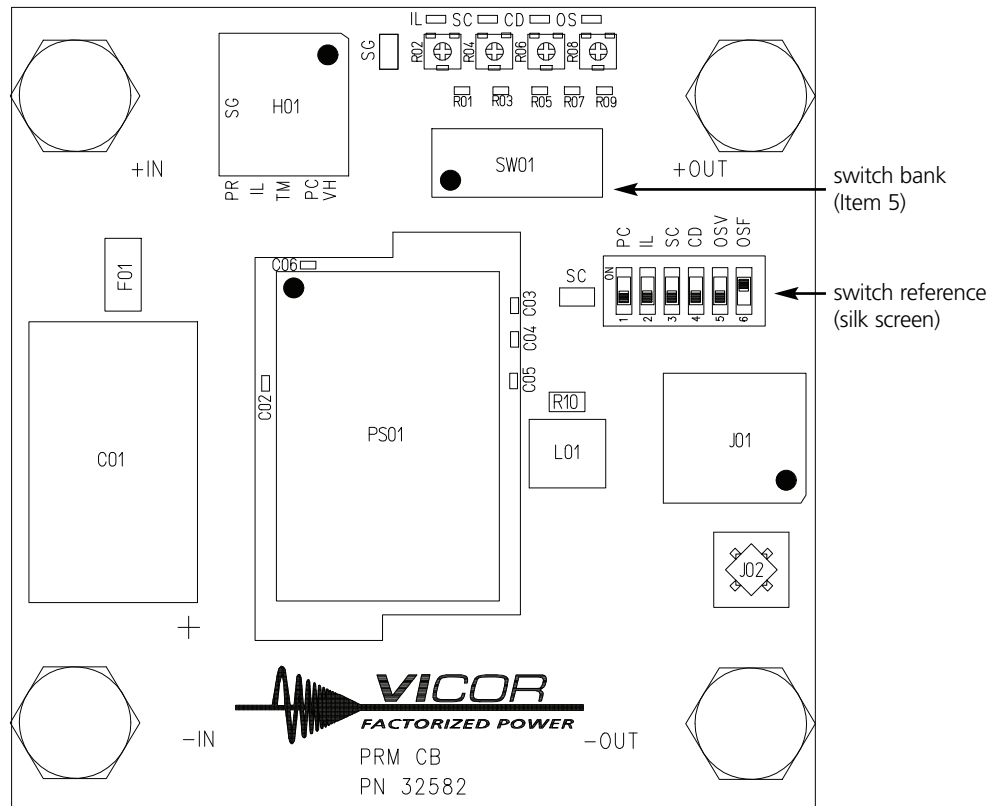 IL SC CD OS
R02 R04 R06 R08
SG
R01 R03 R05 R07 R09
SG
H01
+IN
PR IL TM PC VH
SW01
+OUT
switch bank
(Item 5)
PC IL SC CD OSV OSF
ON
1 2 3 4 5 6
SC
switch reference
(silk screen)
F01
C06
C03
C04
C05
C02
R10
PS01
L01
J01
C01
J02
+
VICOR
FACTORIZED POWER
-IN
-OUT
PRM CB
PN 32582